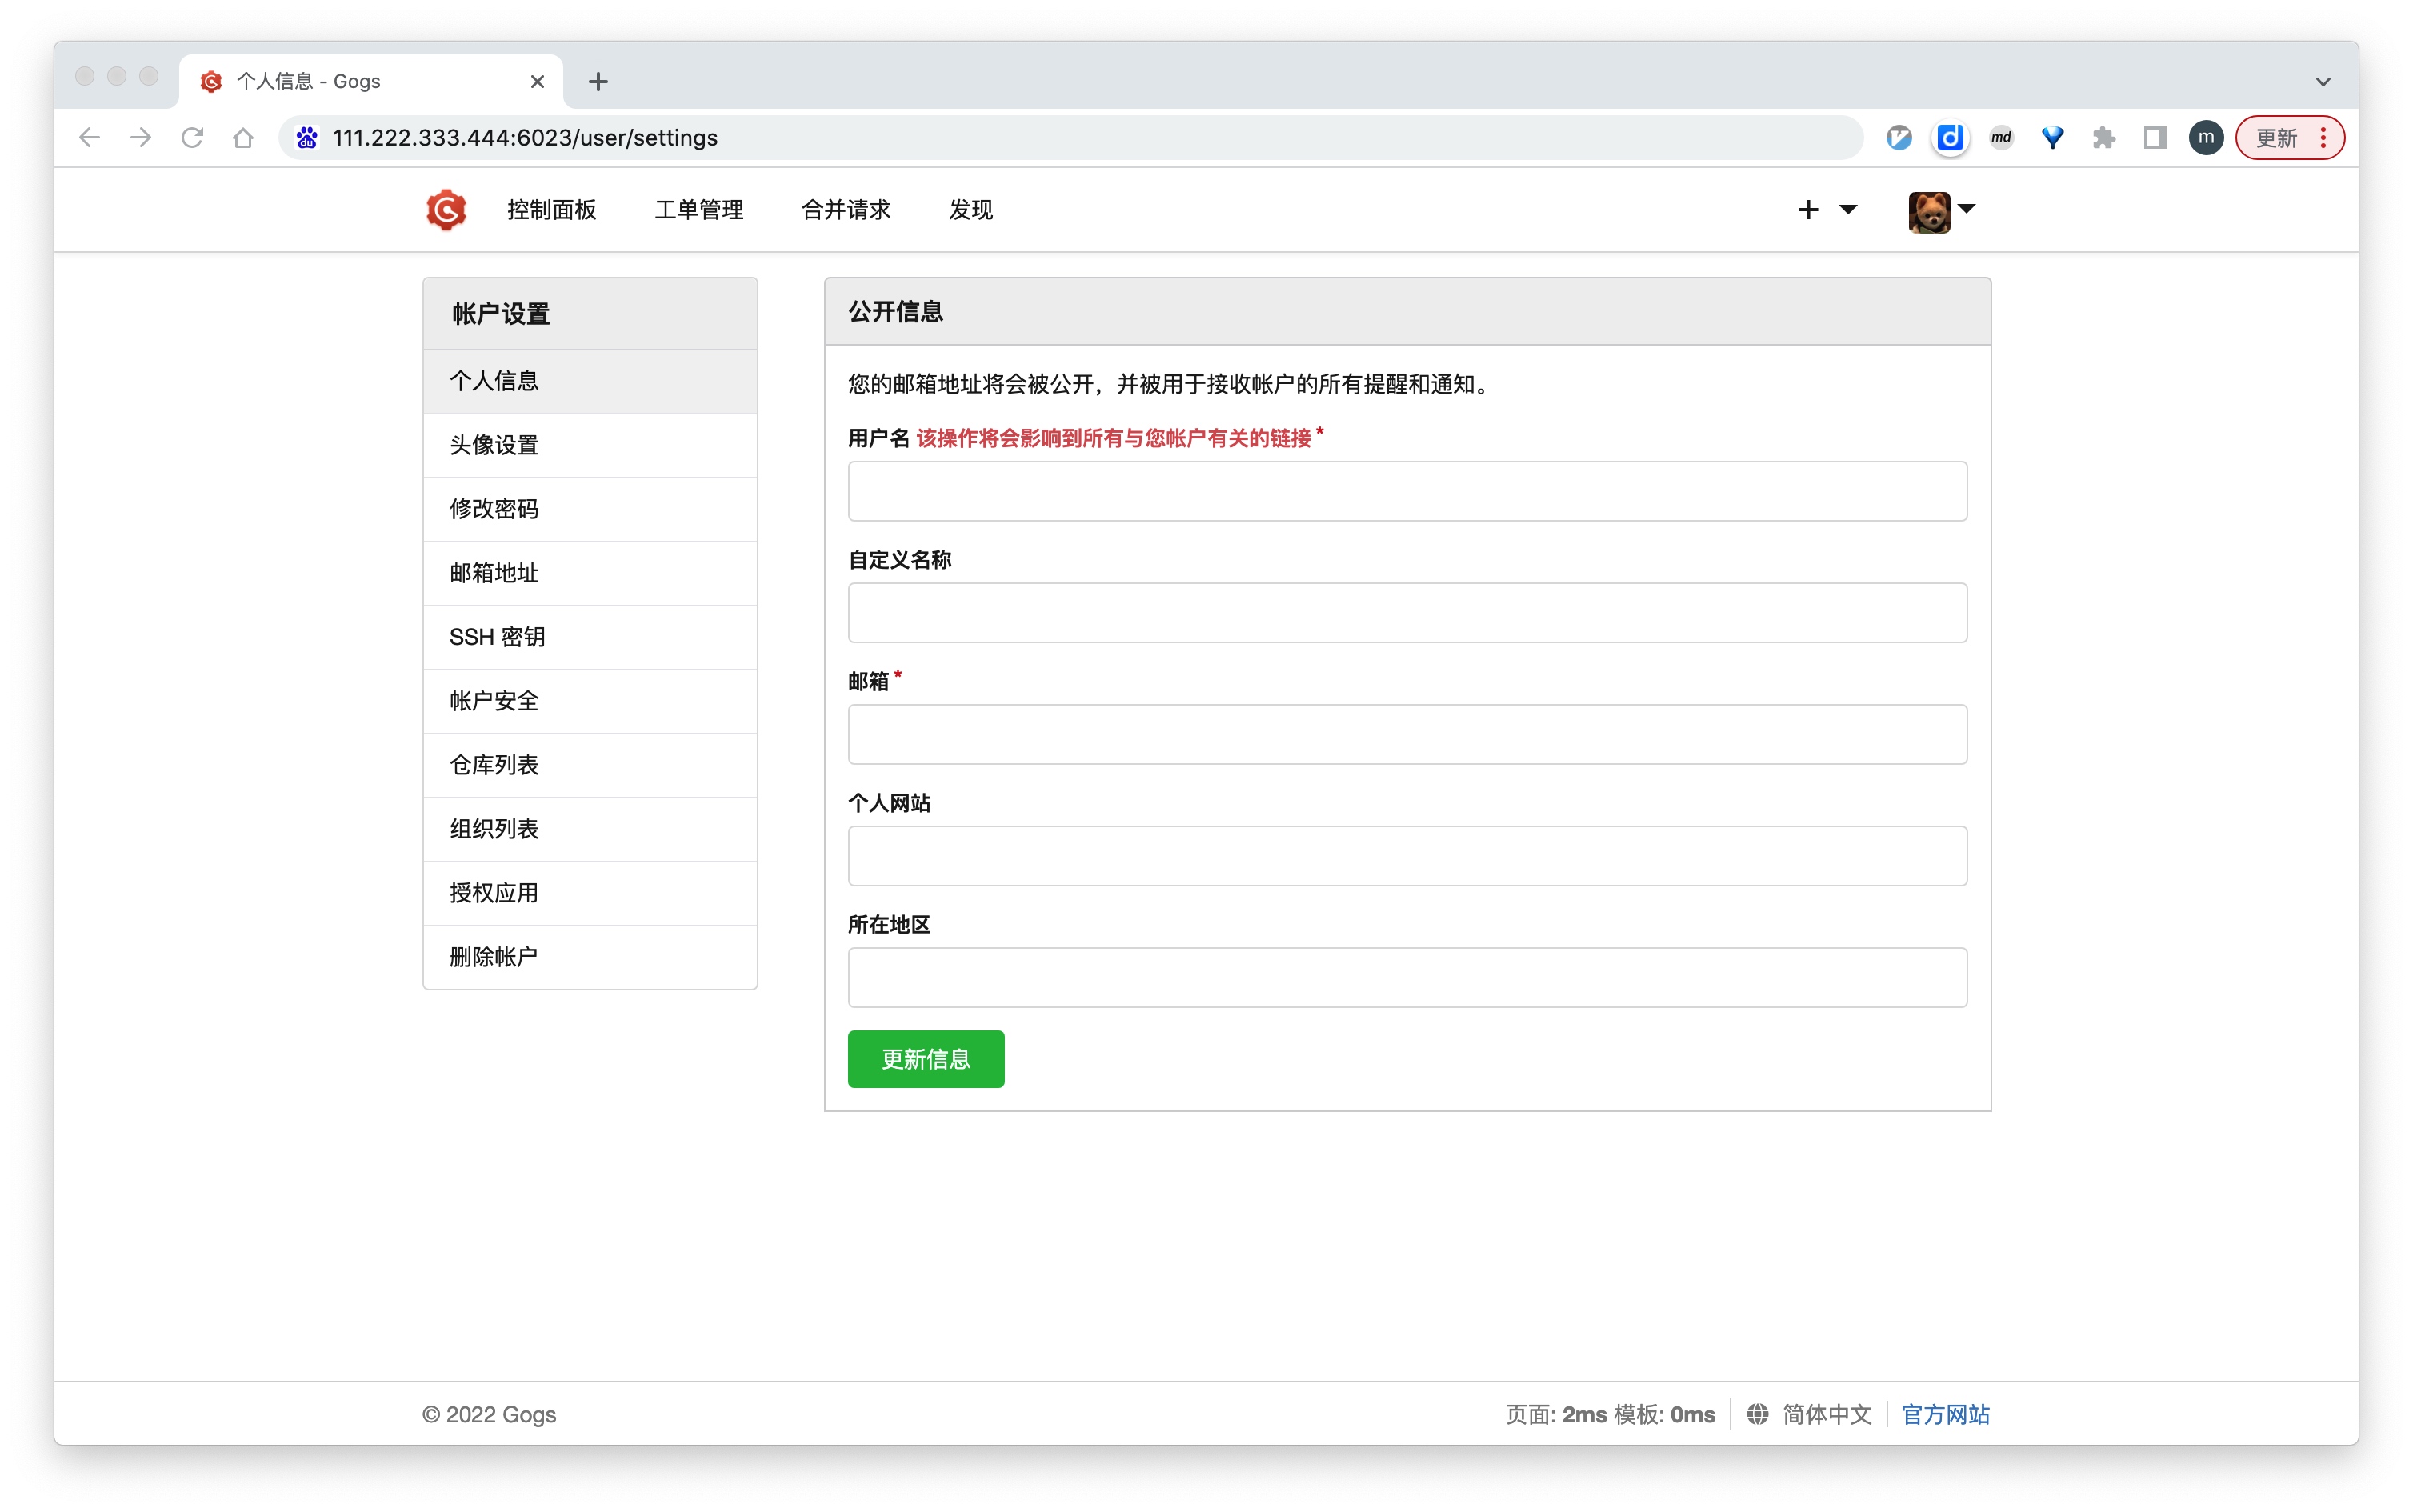 个人信息 - Gogs
111.222.333.444:6023/user/settings
md
m
更新
控制面板
工单管理
合并请求
发现
帐户设置
个人信息
头像设置
修改密码
邮箱地址
SSH 密钥
帐户安全
仓库列表
组织列表
授权应用
删除帐户
公开信息
您的邮箱地址将会被公开，并被用于接收帐户的所有提醒和通知。
用户名 该操作将会影响到所有与您帐户有关的链接 *
自定义名称
邮箱 *
个人网站
所在地区
更新信息
© 2022 Gogs
页面: 2ms 模板: 0ms
简体中文
官方网站